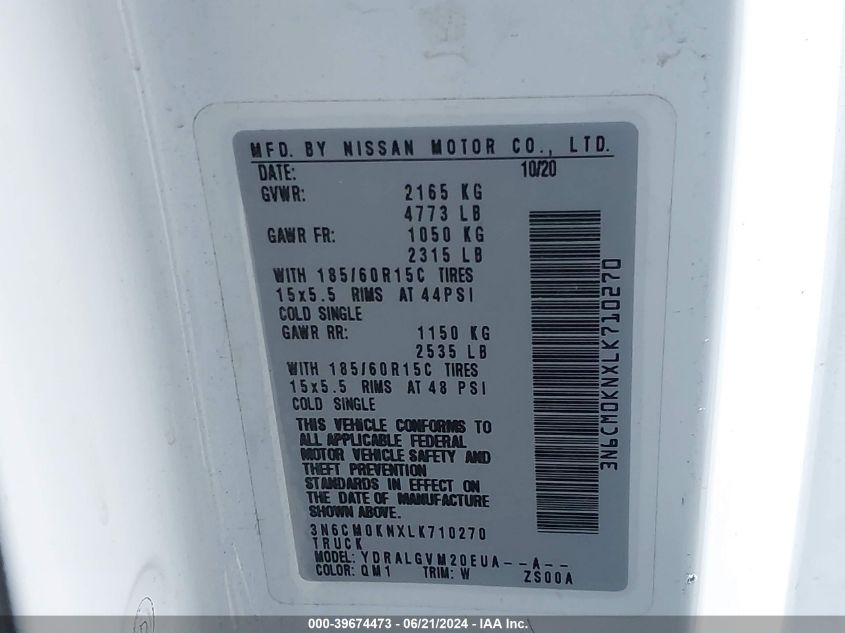 MFD. BY NISSAN MOTOR CO., LTD.
DATE: 10/20
GVWR: 2165 KG
4773 LB
GAWR FR: 1050 KG
2315 LB
WITH 185/60R15C TIRES
15x5.5 RIMS AT 44PSI
COLD SINGLE
GAWR RR: 1150 KG
2535 LB
WITH 185/60R15C TIRES
15x5.5 RIMS AT 48 PSI
COLD SINGLE
THIS VEHICLE CONFORMS TO
ALL APPLICABLE FEDERAL
MOTOR VEHICLE SAFETY AND
THEFT PREVENTION
STANDARDS IN EFFECT ON
THE DATE OF MANUFACTURE
SHOWN ABOVE.
3N6CM0KNXLK710270
TRUCK
MODEL: YDRALGVM20EUA--A--
COLOR: QM1 TRIM: W ZS00A
3N6CM0KNXLK710270
000-39674473 - 06/21/2024 - IAA Inc.